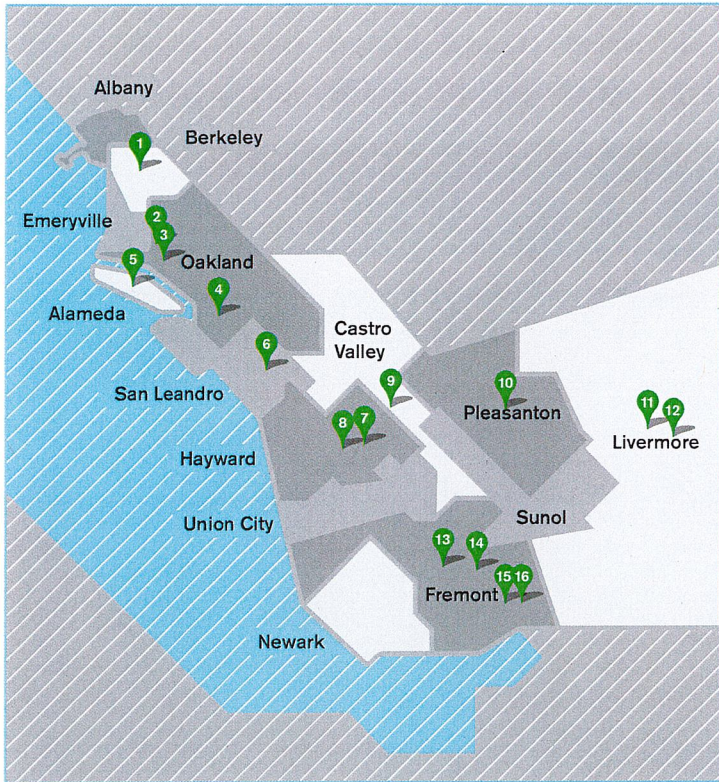 Albany
1
Berkeley
Emeryville
2
3
Oakland
5
4
Alameda
Castro
Valley
6
San Leandro
9
10
Pleasanton
11
12
Livermore
8
7
Hayward
Union City
Sunol
13
14
15
16
Fremont
Newark